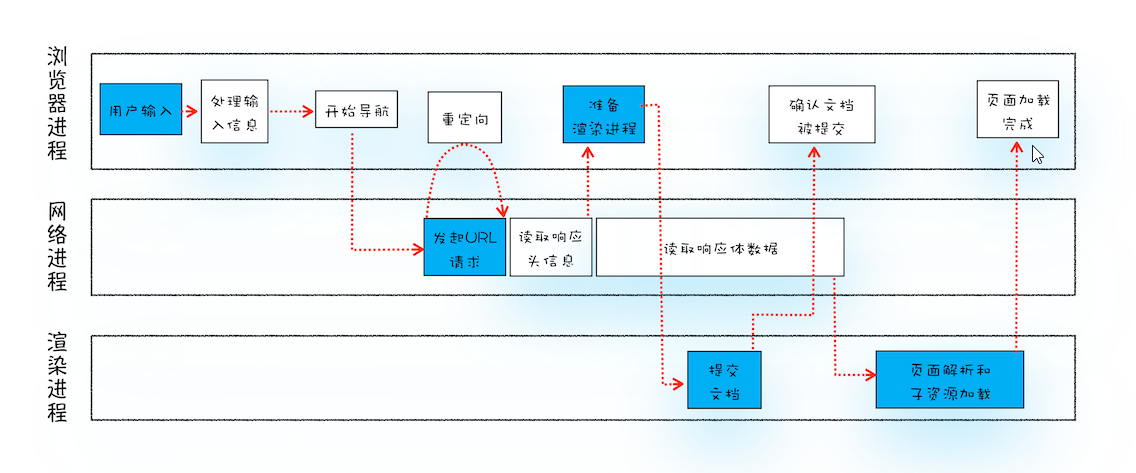 浏览器进程
用户输入
处理输
入信息
开始导航
重定向
准备
渲染进程
确认文档
被提交
页面加载
完成
网络进程
发起URL
请求
读取响应
头信息
读取响应体数据
渲染进程
提交
文档
页面解析和
子资源加载